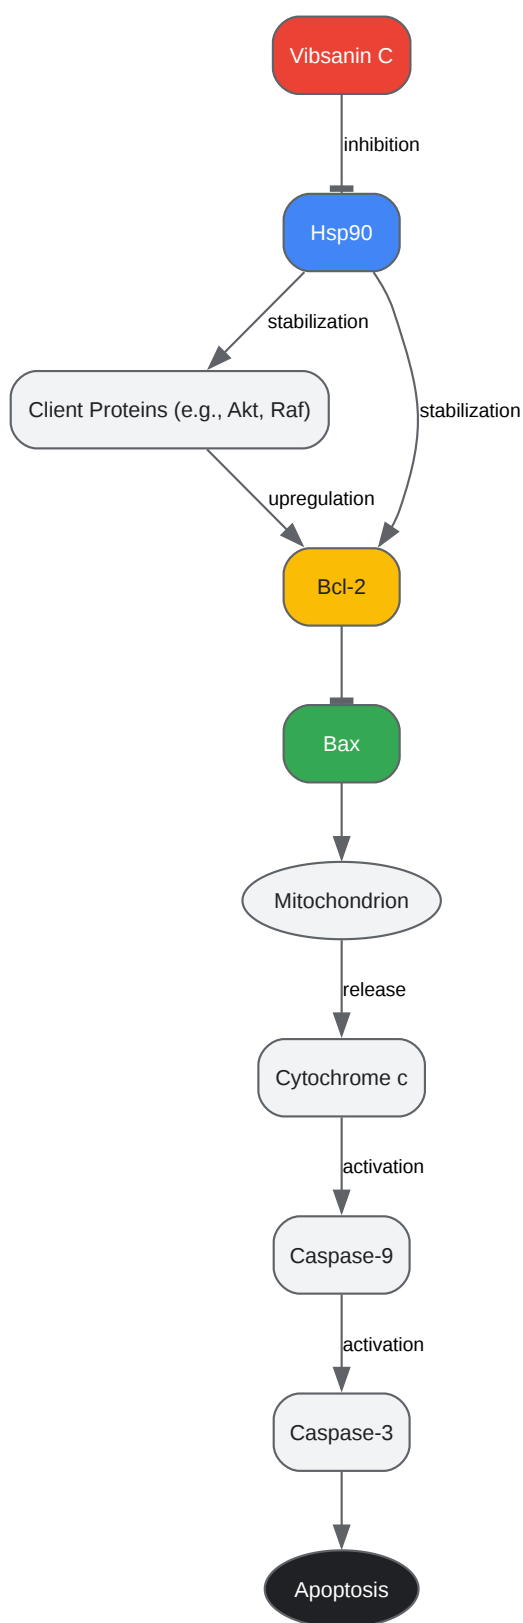 Vibsanin C
inhibition
Hsp90
stabilization
Client Proteins (e.g., Akt, Raf)
stabilization
upregulation
Bcl-2
Bax
Mitochondrion
release
Cytochrome c
activation
Caspase-9
activation
Caspase-3
Apoptosis